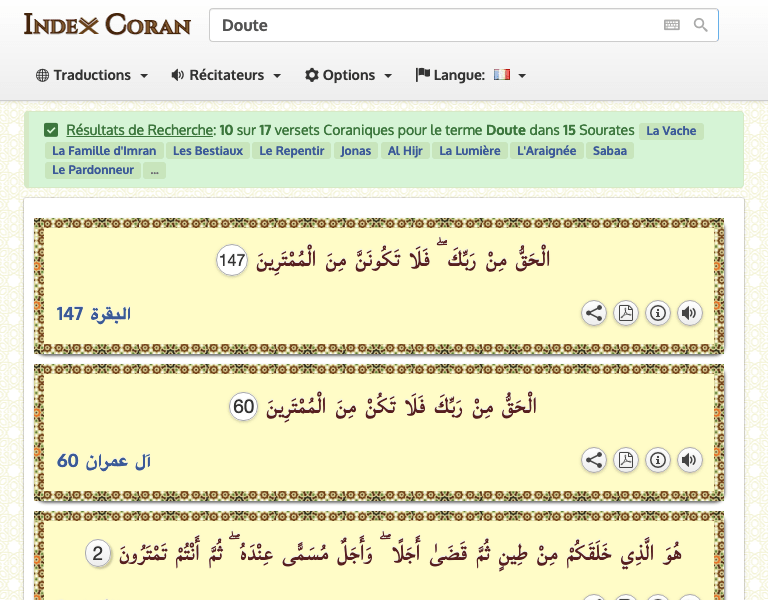 Index Coran
Doute
Traductions Récitateurs Options Langue:
Résultats de Recherche: 10 sur 17 versets Coraniques pour le terme Doute dans 15 Sourates La Vache
La Famille d'Imran Les Bestiaux Le Repentir Jonas Al Hijr La Lumière L'Araignée Sabaa
Le Pardonneur ...
الْحَقُّ مِنْ رَبِّكَ ۖ فَلَا تَكُونَنَّ مِنَ الْمُمْتَرِينَ 147
البقرة 147
الْحَقُّ مِنْ رَبِّكَ فَلَا تَكُنْ مِنَ الْمُمْتَرِينَ 60
آل عمران 60
هُوَ الَّذِي خَلَقَكُمْ مِنْ طِينٍ ثُمَّ قَضَىٰ أَجَلًا ۖ وَأَجَلٌ مُسَمًّى عِنْدَهُ ۖ ثُمَّ أَنْتُمْ تَمْتَرُونَ 2